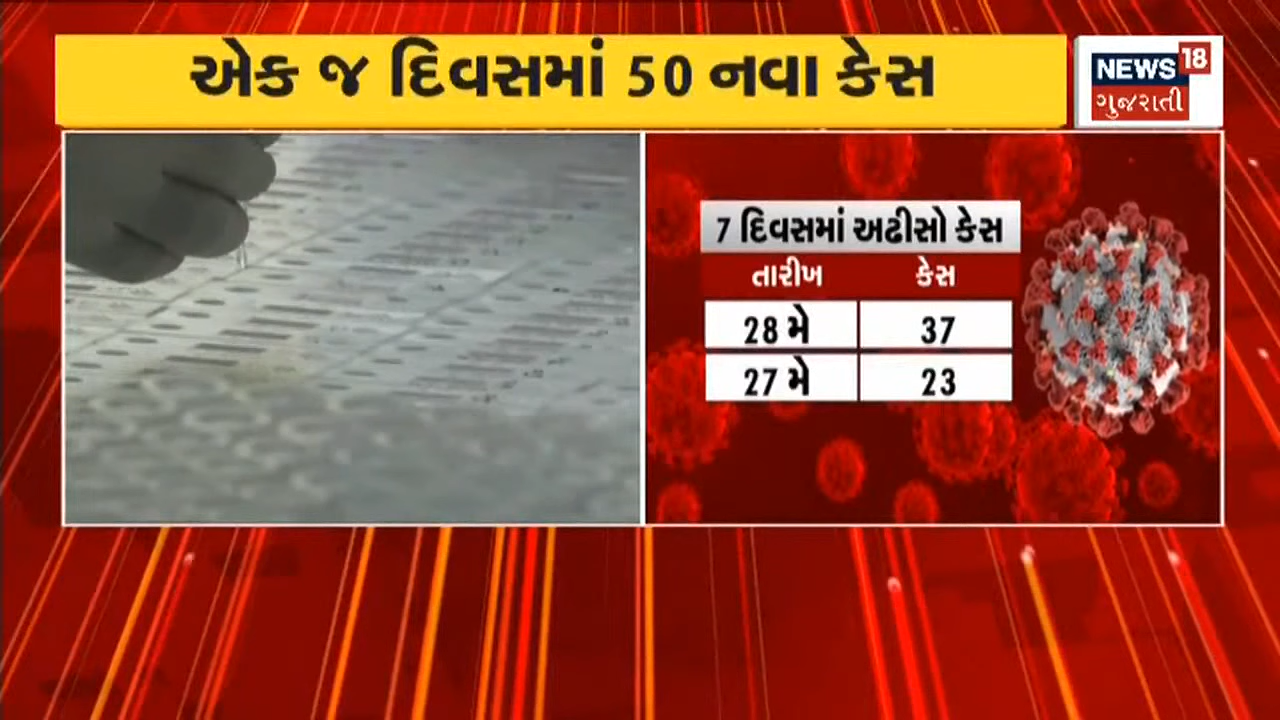 એક જ દિવસમાં 50 નવા કેસ
NEWS 18
ગુજરાતી
7 દિવસમાં અઢીસો કેસ
તારીખ કેસ
28 મે 37
27 મે 23